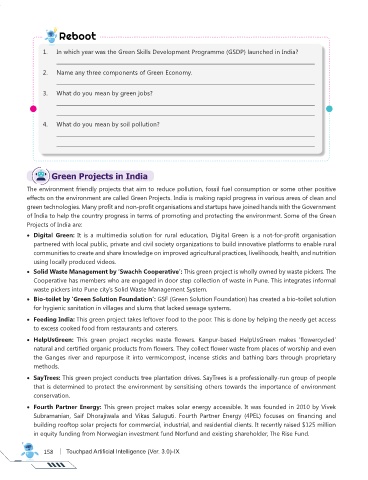 Reboot
1. In which year was the Green Skills Development Programme (GSDP) launched in India?
2. Name any three components of Green Economy.
3. What do you mean by green jobs?
4. What do you mean by soil pollution?
Green Projects in India
The environment friendly projects that aim to reduce pollution, fossil fuel consumption or some other positive
effects on the environment are called Green Projects. India is making rapid progress in various areas of clean and
green technologies. Many profit and non-profit organisations and startups have joined hands with the Government
of India to help the country progress in terms of promoting and protecting the environment. Some of the Green
Projects of India are:
• Digital Green: It is a multimedia solution for rural education. Digital Green is a not-for-profit organisation
partnered with local public, private and civil society organizations to build innovative platforms to enable rural
communities to create and share knowledge on improved agricultural practices, livelihoods, health, and nutrition
using locally produced videos.
• Solid Waste Management by 'Swachh Cooperative': This green project is wholly owned by waste pickers. The
Cooperative has members who are engaged in door step collection of waste in Pune. This integrates informal
waste pickers into Pune city's Solid Waste Management System.
• Bio-toilet by 'Green Solution Foundation': GSF (Green Solution Foundation) has created a bio-toilet solution
for hygienic sanitation in villages and slums that lacked sewage systems.
• Feeding India: This green project takes leftover food to the poor. This is done by helping the needy get access
to excess cooked food from restaurants and caterers.
• HelpUsGreen: This green project recycles waste flowers. Kanpur-based HelpUsGreen makes 'flowercycled'
natural and certified organic products from flowers. They collect flower waste from places of worship and even
the Ganges river and repurpose it into vermicompost, incense sticks and bathing bars through proprietary
methods.
• SayTrees: This green project conducts tree plantation drives. SayTrees is a professionally-run group of people
that is determined to protect the environment by sensitising others towards the importance of environment
conservation.
• Fourth Partner Energy: This green project makes solar energy accessible. It was founded in 2010 by Vivek
Subramanian, Saif Dhorajiwala and Vikas Saluguti. Fourth Partner Energy (4PEL) focuses on financing and
building rooftop solar projects for commercial, industrial, and residential clients. It recently raised $125 million
in equity funding from Norwegian investment fund Norfund and existing shareholder, The Rise Fund.
158 | Touchpad Artificial Intelligence (Ver. 3.0)-IX